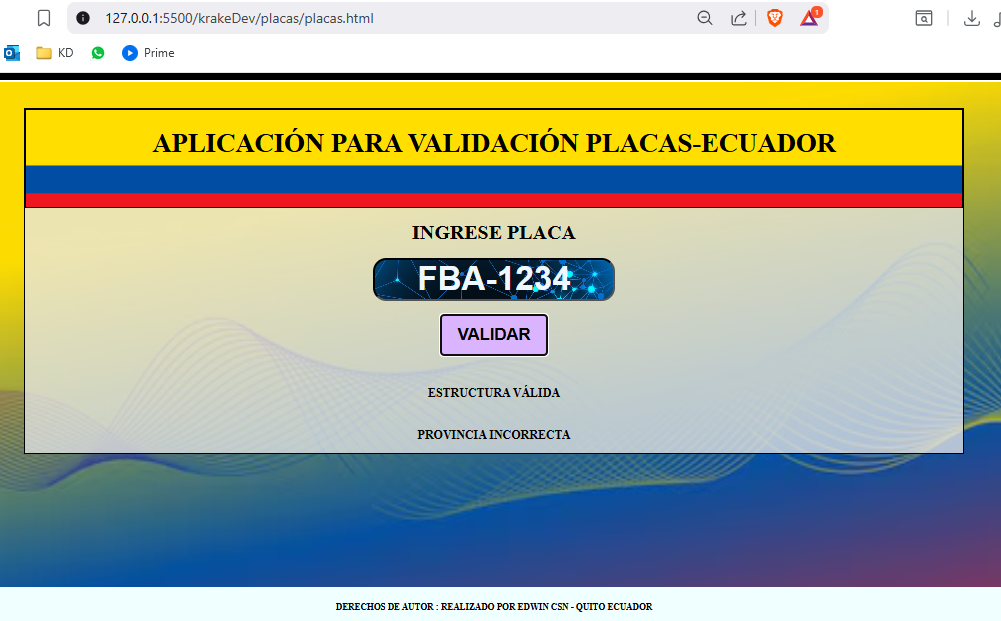 127.0.0.1:5500/krakeDev/placas/placas.html
1
KD
Prime
APLICACIÓN PARA VALIDACIÓN PLACAS-ECUADOR
INGRESE PLACA
FBA-1234
VALIDAR
ESTRUCTURA VÁLIDA
PROVINCIA INCORRECTA
DERECHOS DE AUTOR : REALIZADO POR EDWIN CSN - QUITO ECUADOR